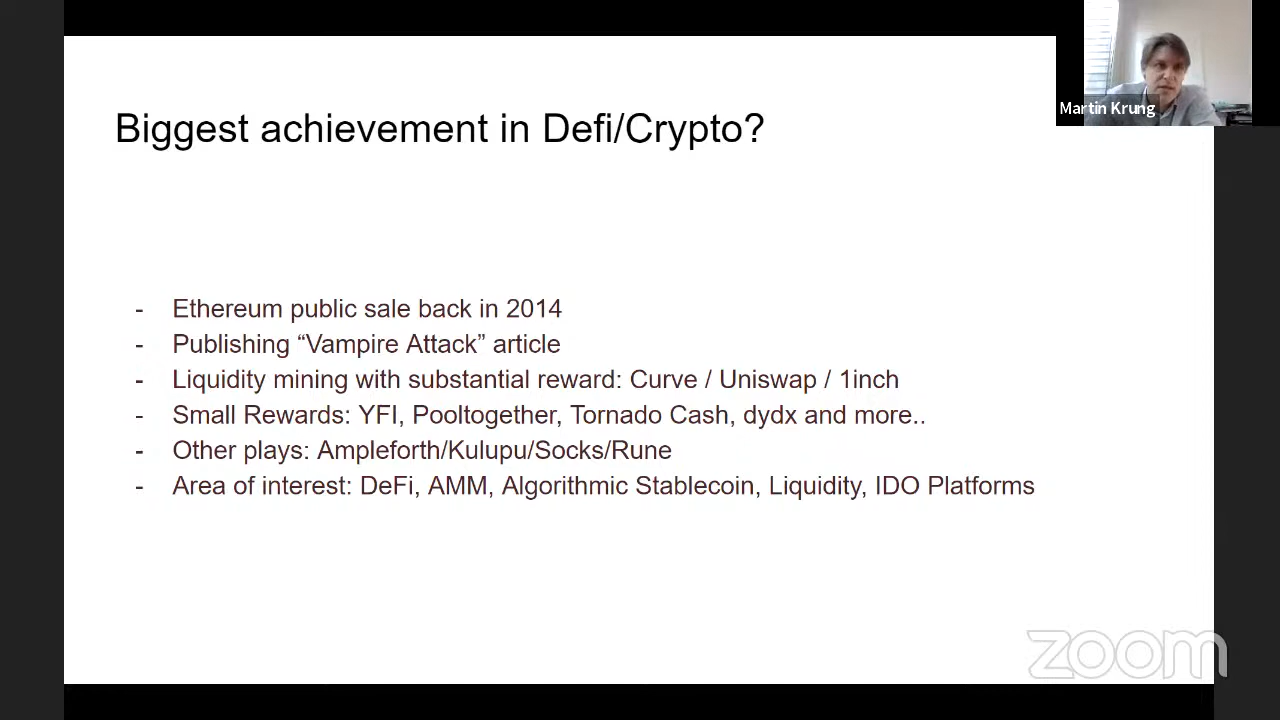 Martin Krung
Biggest achievement in Defi/Crypto?
- Ethereum public sale back in 2014
- Publishing “Vampire Attack” article
- Liquidity mining with substantial reward: Curve / Uniswap / 1inch
- Small Rewards: YFI, Pooltogether, Tornado Cash, dydx and more..
- Other plays: Ampleforth/Kulupu/Socks/Rune
- Area of interest: DeFi, AMM, Algorithmic Stablecoin, Liquidity, IDO Platforms
zoom